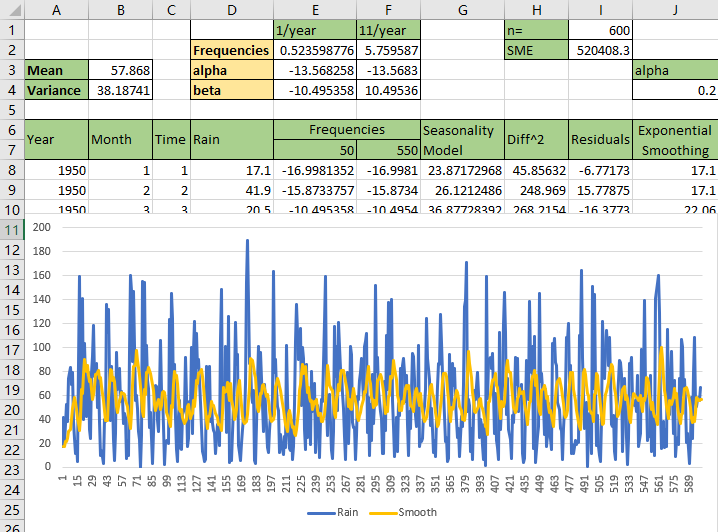 A B C D E F G H I J
1 1/year 11/year n= 600
2 Frequencies 0.523598776 5.759587 SME 520408.3
3 Mean 57.868 alpha -13.568258 -13.5683 alpha
4 Variance 38.18741 beta -10.495358 10.49536 0.2
5
6 Year Month Time Rain Frequencies Seasonality Model Diff^2 Residuals Exponential Smoothing
7 50 550
8 1950 1 1 17.1 -16.9981352 -16.9981 23.87172968 45.85632 -6.77173 17.1
9 1950 2 2 41.9 -15.8733757 -15.8734 26.1212486 248.969 15.77875 17.1
10 1950 3 3 20.5 -10.495358 -10.4954 36.87728392 268.2154 -16.3773 22.06
11 200
12 180
13 160
14 140
15 120
16 100
17
18 80
19 60
20 40
21 20
22
23 0
24 1 15 29 43 57 71 85 99 113 127 141 155 169 183 197 211 225 239 253 267 281 295 309 323 337 351 365 379 393 407 421 435 449 463 477 491 505 519 533 547 561 575 589
25 Rain Smooth
26